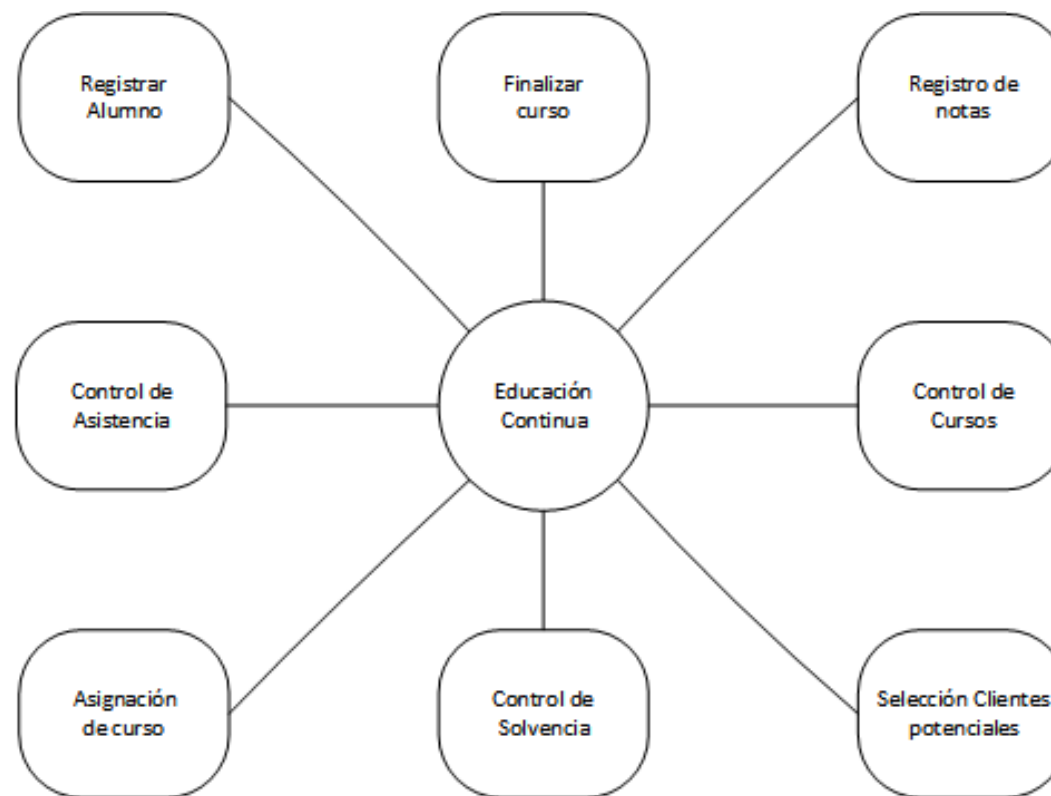 Registrar
Alumno
Finalizar
curso
Registro de
notas
Control de
Asistencia
Educación
Continua
Control de
Cursos
Asignación
de curso
Control de
Solvencia
Selección Clientes
potenciales